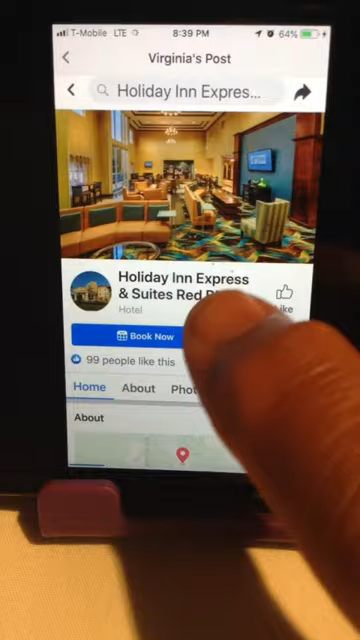 T-Mobile LTE 8:39 PM 64%
Virginia's Post
Holiday Inn Expres...
Holiday Inn Express
& Suites Red
Hotel
Book Now
99 people like this
Home About
About